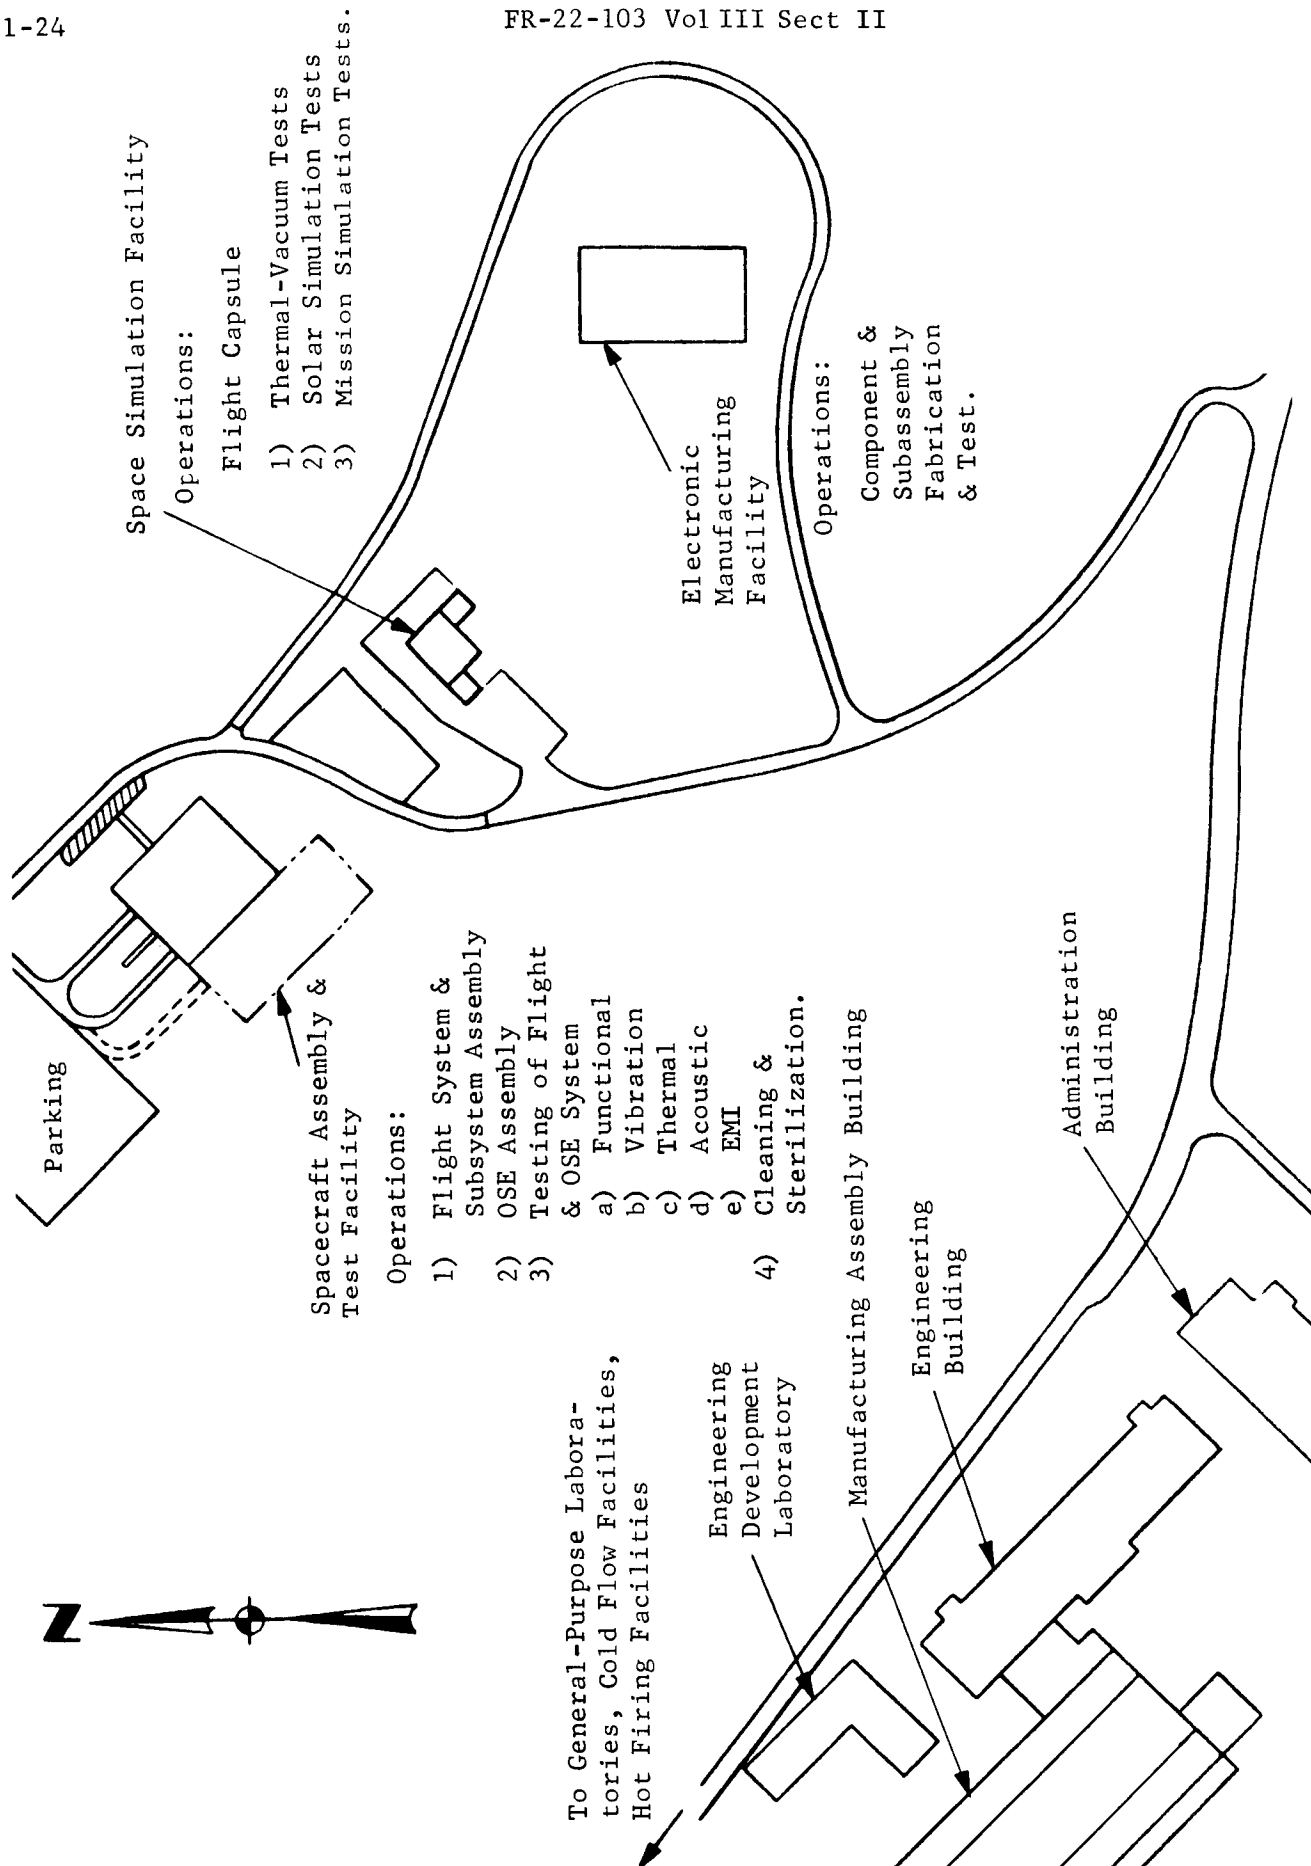 1-24
FR-22-103 Vol III Sect II
Space Simulation Facility
Operations:
Flight Capsule
1) Thermal-Vacuum Tests
2) Solar Simulation Tests
3) Mission Simulation Tests.
Electronic
Manufacturing
Facility
Operations:
Component &
Subassembly
Fabrication
& Test.
Parking
Spacecraft Assembly &
Test Facility
Operations:
1) Flight System &
Subsystem Assembly
2) OSE Assembly
3) Testing of Flight
& OSE System
a) Functional
b) Vibration
c) Thermal
d) Acoustic
e) EMI
4) Cleaning &
Sterilization.
Administration
Building
Manufacturing Assembly Building
Engineering
Building
Engineering
Development
Laboratory
To General-Purpose Labora-
tories, Cold Flow Facilities,
Hot Firing Facilities
N